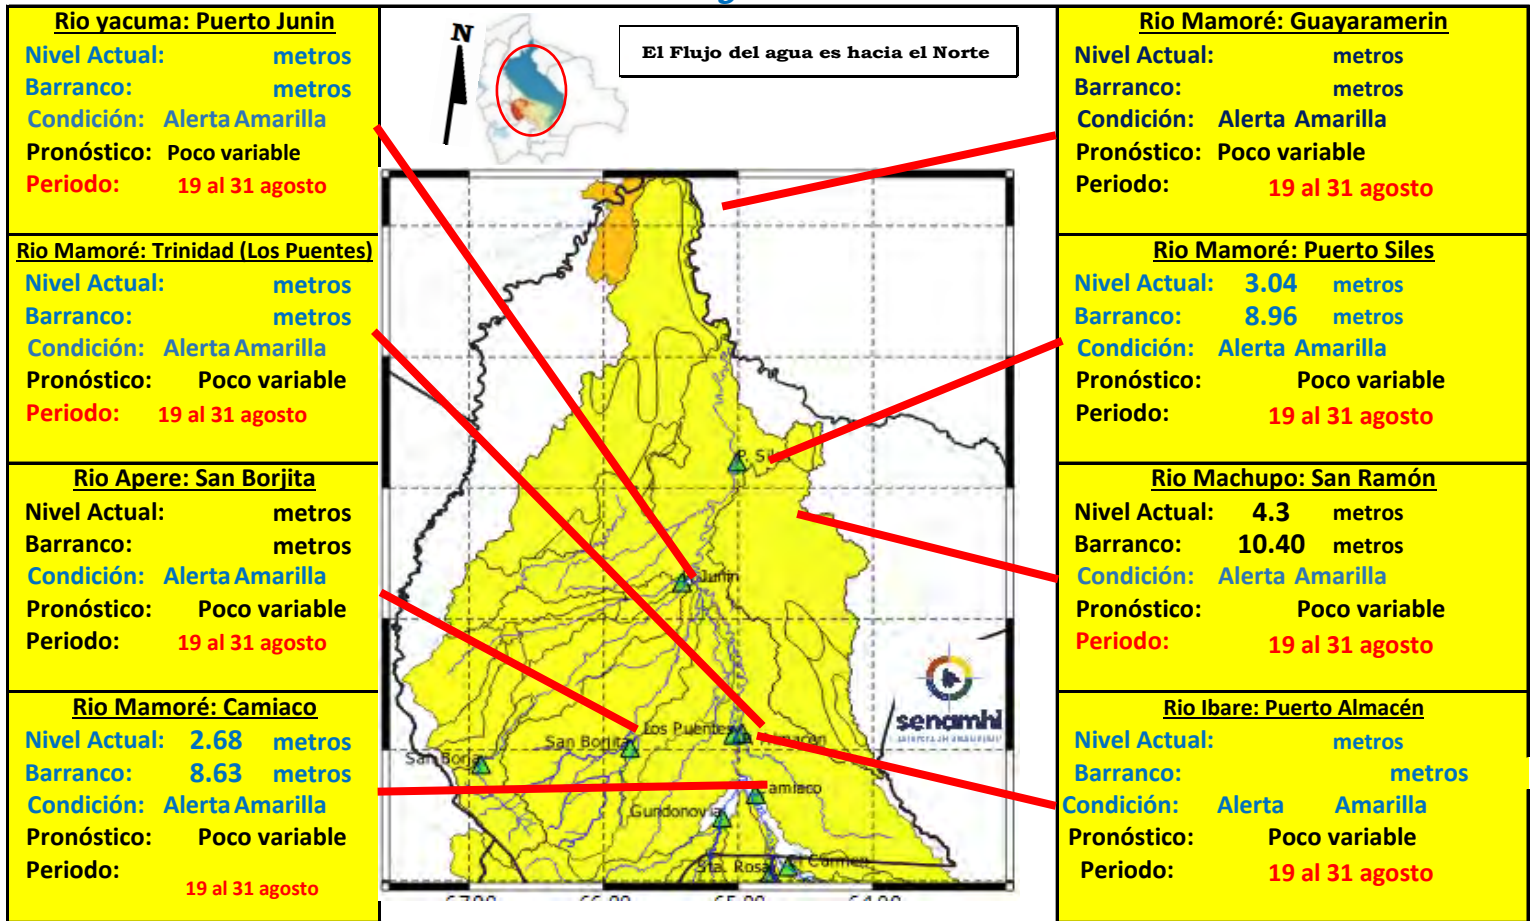 Rio yacuma: Puerto Junin
Nivel Actual: metros
Barranco: metros
Condición: Alerta Amarilla
Pronóstico: Poco variable
Periodo: 19 al 31 agosto
Rio Mamoré: Trinidad (Los Puentes)
Nivel Actual: metros
Barranco: metros
Condición: Alerta Amarilla
Pronóstico: Poco variable
Periodo: 19 al 31 agosto
Rio Apere: San Borjita
Nivel Actual: metros
Barranco: metros
Condición: Alerta Amarilla
Pronóstico: Poco variable
Periodo: 19 al 31 agosto
Rio Mamoré: Camiaco
Nivel Actual: 2.68 metros
Barranco: 8.63 metros
Condición: Alerta Amarilla
Pronóstico: Poco variable
Periodo:
19 al 31 agosto
N
El Flujo del agua es hacia el Norte
P. Siles
Junin
Los Puentes
P. Almacén
San Borjita
San Borja
Camiaco
Gundonovia
Sta. Rosa
El Carmen
senamhi
Rio Mamoré: Guayaramerin
Nivel Actual: metros
Barranco: metros
Condición: Alerta Amarilla
Pronóstico: Poco variable
Periodo: 19 al 31 agosto
Rio Mamoré: Puerto Siles
Nivel Actual: 3.04 metros
Barranco: 8.96 metros
Condición: Alerta Amarilla
Pronóstico: Poco variable
Periodo: 19 al 31 agosto
Rio Machupo: San Ramón
Nivel Actual: 4.3 metros
Barranco: 10.40 metros
Condición: Alerta Amarilla
Pronóstico: Poco variable
Periodo: 19 al 31 agosto
Rio Ibare: Puerto Almacén
Nivel Actual: metros
Barranco: metros
Condición: Alerta Amarilla
Pronóstico: Poco variable
Periodo: 19 al 31 agosto